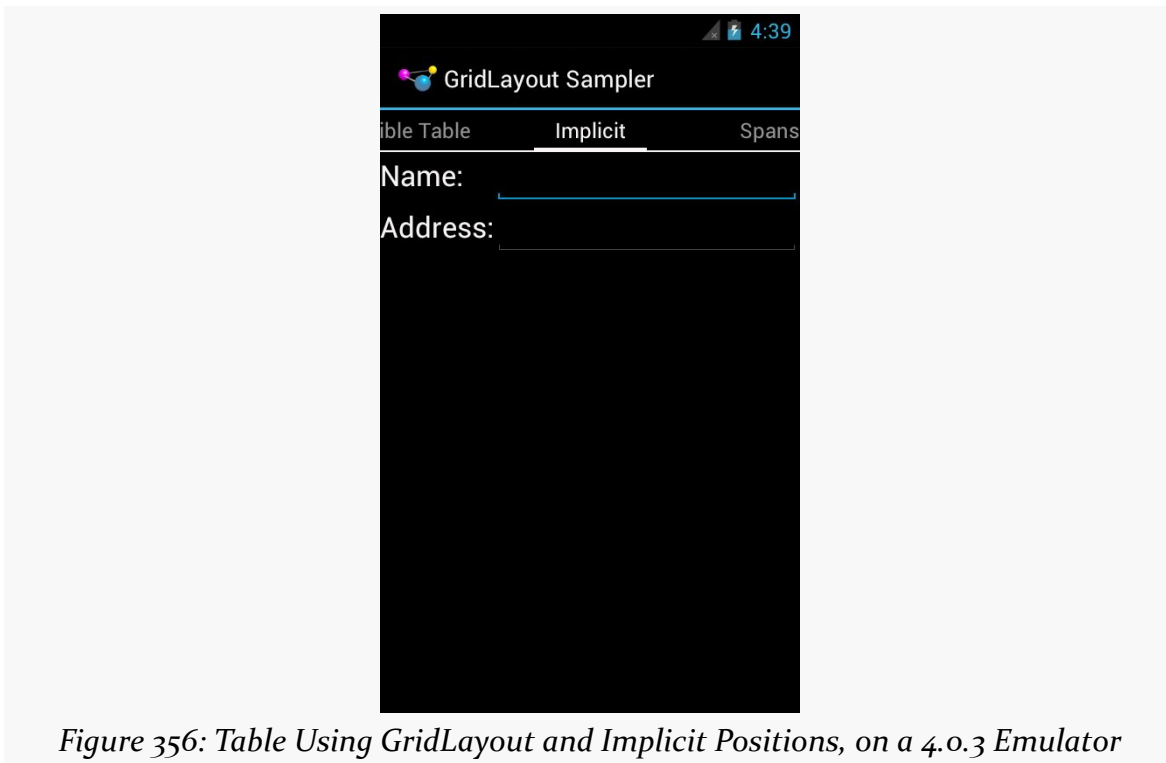 4:39
GridLayout Sampler
ible Table Implicit Spans
Name:
Address:
Figure 356: Table Using GridLayout and Implicit Positions, on a 4.0.3 Emulator